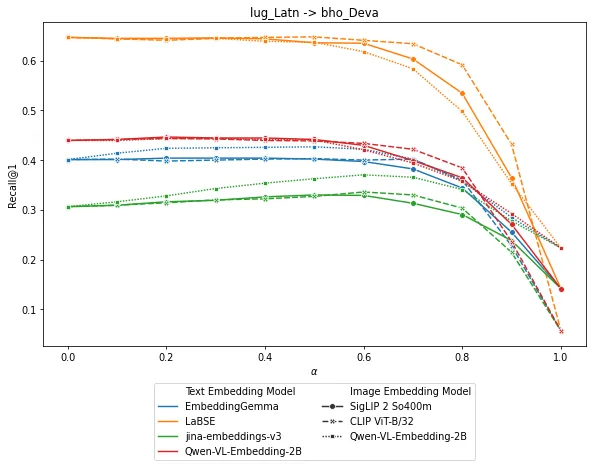 lug_Latn -> bho_Deva
Recall@1
0.6
0.5
0.4
0.3
0.2
0.1
0.0 0.2 0.4 0.6 0.8 1.0
α
Text Embedding Model Image Embedding Model
EmbeddingGemma SigLIP 2 So400m
LaBSE CLIP ViT-B/32
jina-embeddings-v3 Qwen-VL-Embedding-2B
Qwen-VL-Embedding-2B